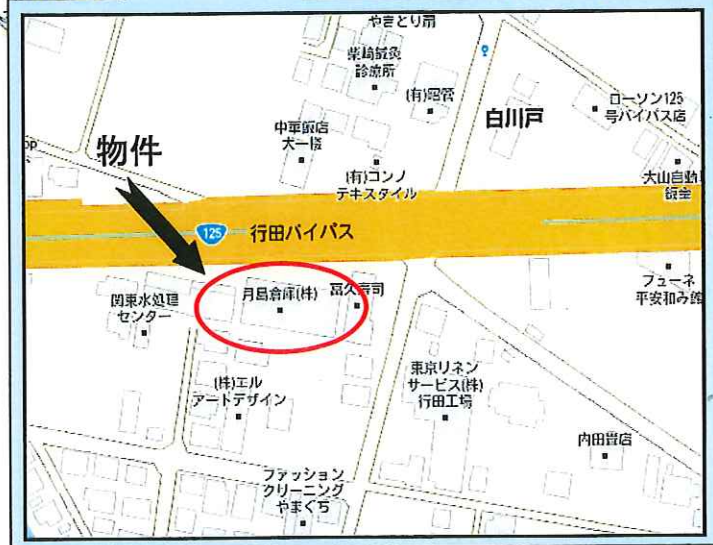 やきとり扇
柴崎鍼灸
診療所
(有)昭管
白川戸
ローソン125
号バイパス店
中華飯店
大一楼
物件
(有)コンノ
テキスタイル
大山自動
鈑金
125
行田バイパス
月島倉庫(株)
富久寿司
関東水処理
センター
フューネ
平安和み館
(株)エル
アートデザイン
東京リネン
サービス(株)
行田工場
内田畳店
ファッション
クリーニング
やまぐち